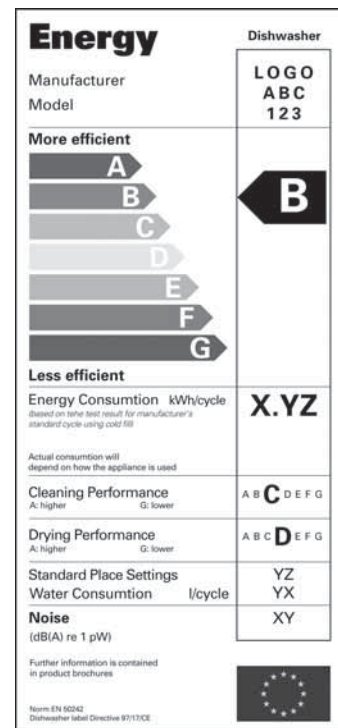 Energy
Dishwasher
Manufacturer
Model
LOGO
ABC
123
More efficient
A
B
C
D
E
F
G
B
Less efficient
Energy Consumtion kWh/cycle
(based on tehe test result for manufacturer's
standard cycle using cold fill)
X.YZ
Actual consumtion will
depend on how the appliance is used
Cleaning Performance
A: higher G: lower
A B C D E F G
Drying Performance
A: higher G: lower
A B C D E F G
Standard Place Settings YZ
Water Consumtion l/cycle YX
Noise XY
(dB(A) re 1 pW)
Further information is contained
in product brochures
Norm EN 50242
Dishwasher label Directive 97/17/CE